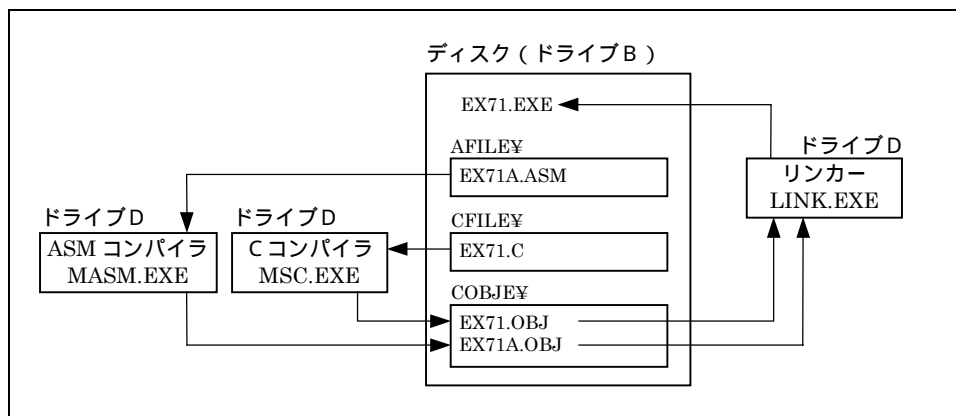 ディスク（ドライブＢ）
EX71.EXE
AFILE¥
EX71A.ASM
ドライブＤ
リンカー
LINK.EXE
ドライブＤ
ASM コンパイラ
MASM.EXE
ドライブＤ
Ｃコンパイラ
MSC.EXE
CFILE¥
EX71.C
COBJE¥
EX71.OBJ
EX71A.OBJ